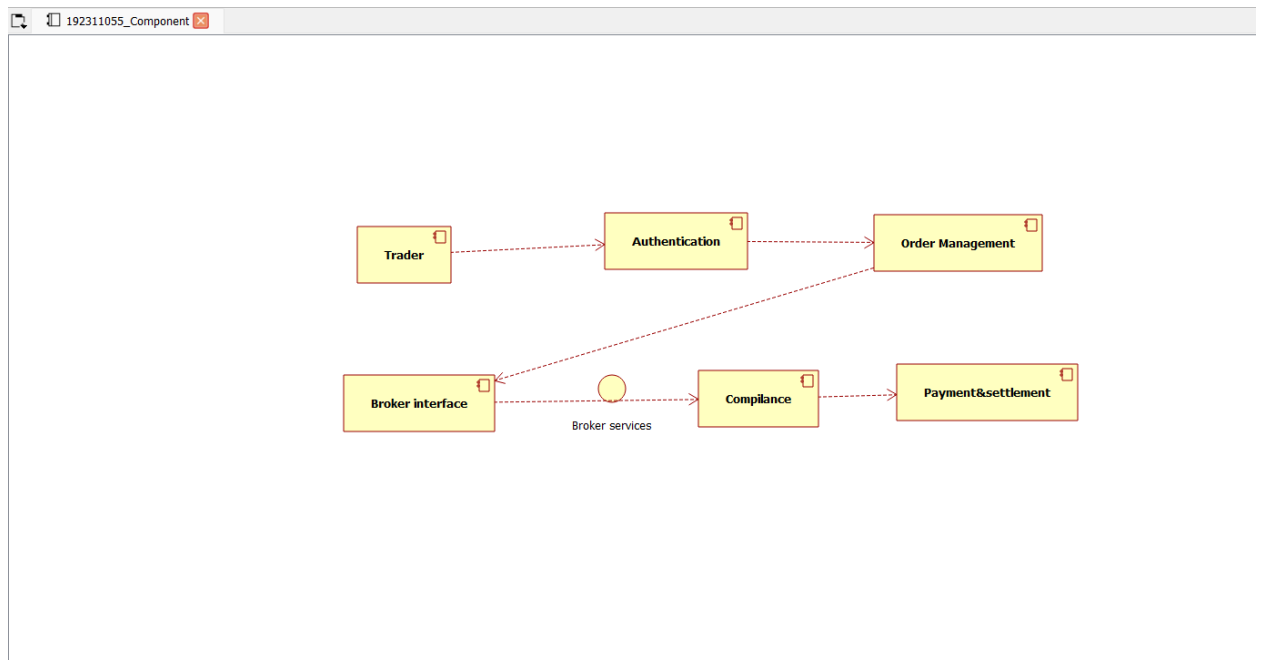 192311055_Component
Trader
Authentication
Order Management
Broker interface
Broker services
Compilance
Payment&settlement